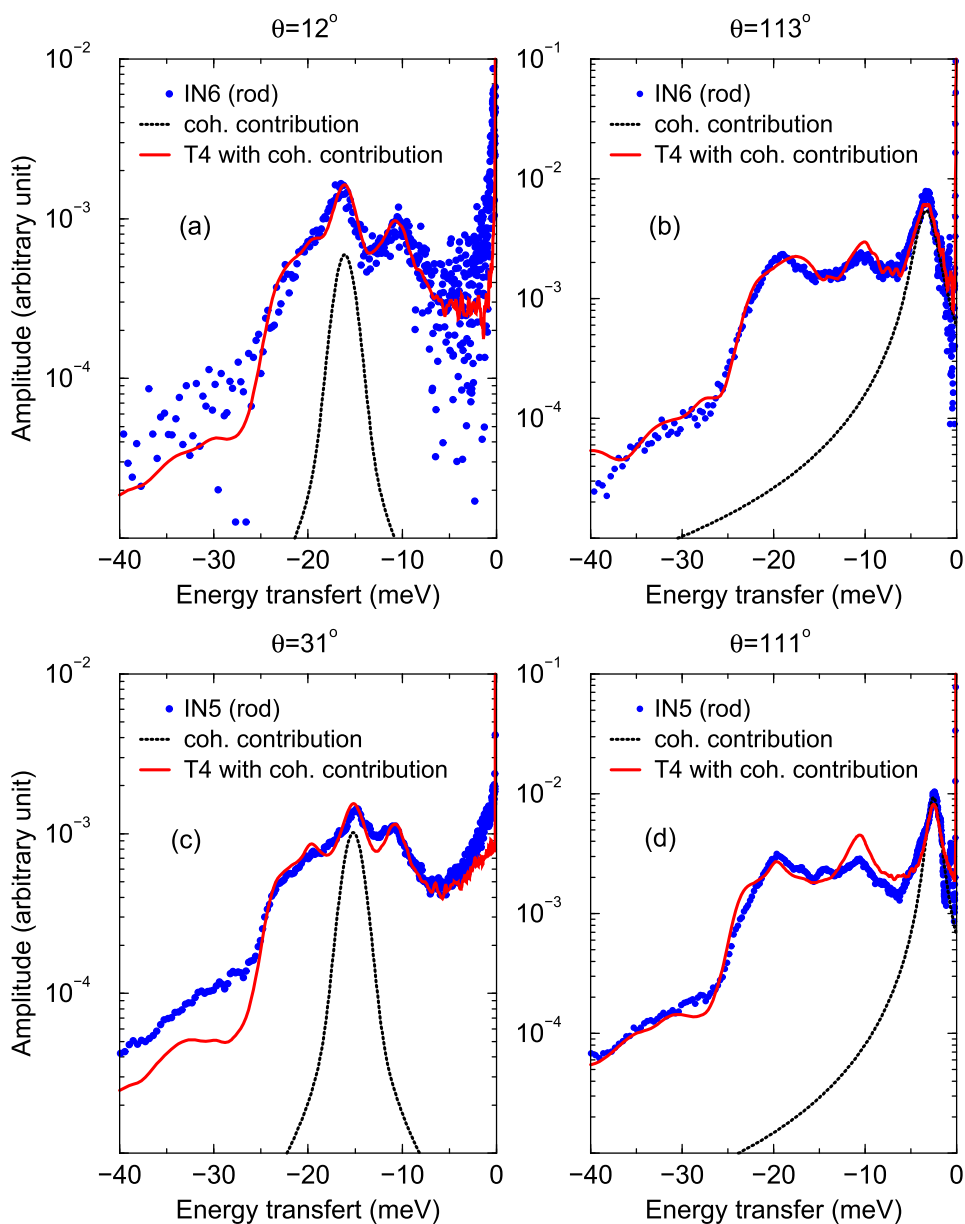 θ=12°
10⁻²
10⁻³
10⁻⁴
Amplitude (arbitrary unit)
IN6 (rod)
coh. contribution
T4 with coh. contribution
(a)
−40 −30 −20 −10 0
Energy transfert (meV)
θ=113°
10⁻¹
10⁻²
10⁻³
10⁻⁴
IN6 (rod)
coh. contribution
T4 with coh. contribution
(b)
−40 −30 −20 −10 0
Energy transfer (meV)
θ=31°
10⁻²
10⁻³
10⁻⁴
Amplitude (arbitrary unit)
IN5 (rod)
coh. contribution
T4 with coh. contribution
(c)
−40 −30 −20 −10 0
Energy transfert (meV)
θ=111°
10⁻¹
10⁻²
10⁻³
10⁻⁴
IN5 (rod)
coh. contribution
T4 with coh. contribution
(d)
−40 −30 −20 −10 0
Energy transfer (meV)